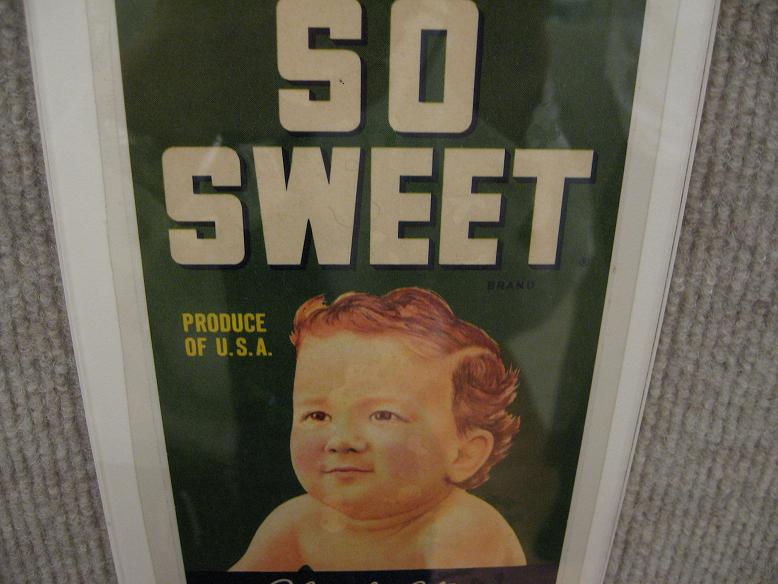 SO
SWEET®
BRAND
PRODUCE
OF U.S.A.